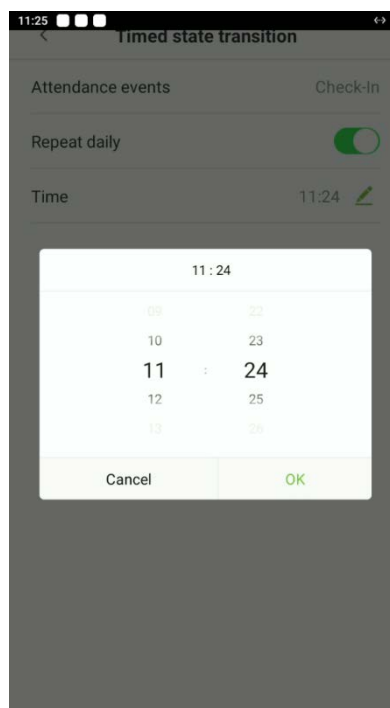 11:25
Timed state transition
Attendance events Check-In
Repeat daily
Time 11:24
11 : 24
09 22
10 23
11 : 24
12 25
13 26
Cancel OK